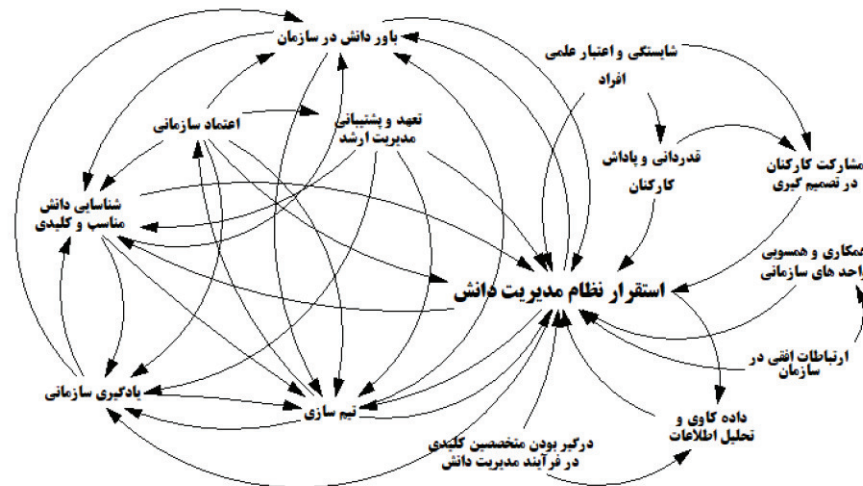 باور دانش در سازمان
شایستگی و اعتبار علمی
افراد
اعتماد سازمانی
تعهد و پشتیبانی
مدیریت ارشد
قدردانی و پاداش
کارکنان
مشارکت کارکنان
در تصمیم گیری
شناسایی دانش
مناسب و کلیدی
همکاری و همسویی
واحد های سازمانی
استقرار نظام مدیریت دانش
ارتباطات افقی در
سازمان
یادگیری سازمانی
تیم سازی
داده کاوی و
تحلیل اطلاعات
درگیر بودن متخصصین کلیدی
در فرآیند مدیریت دانش